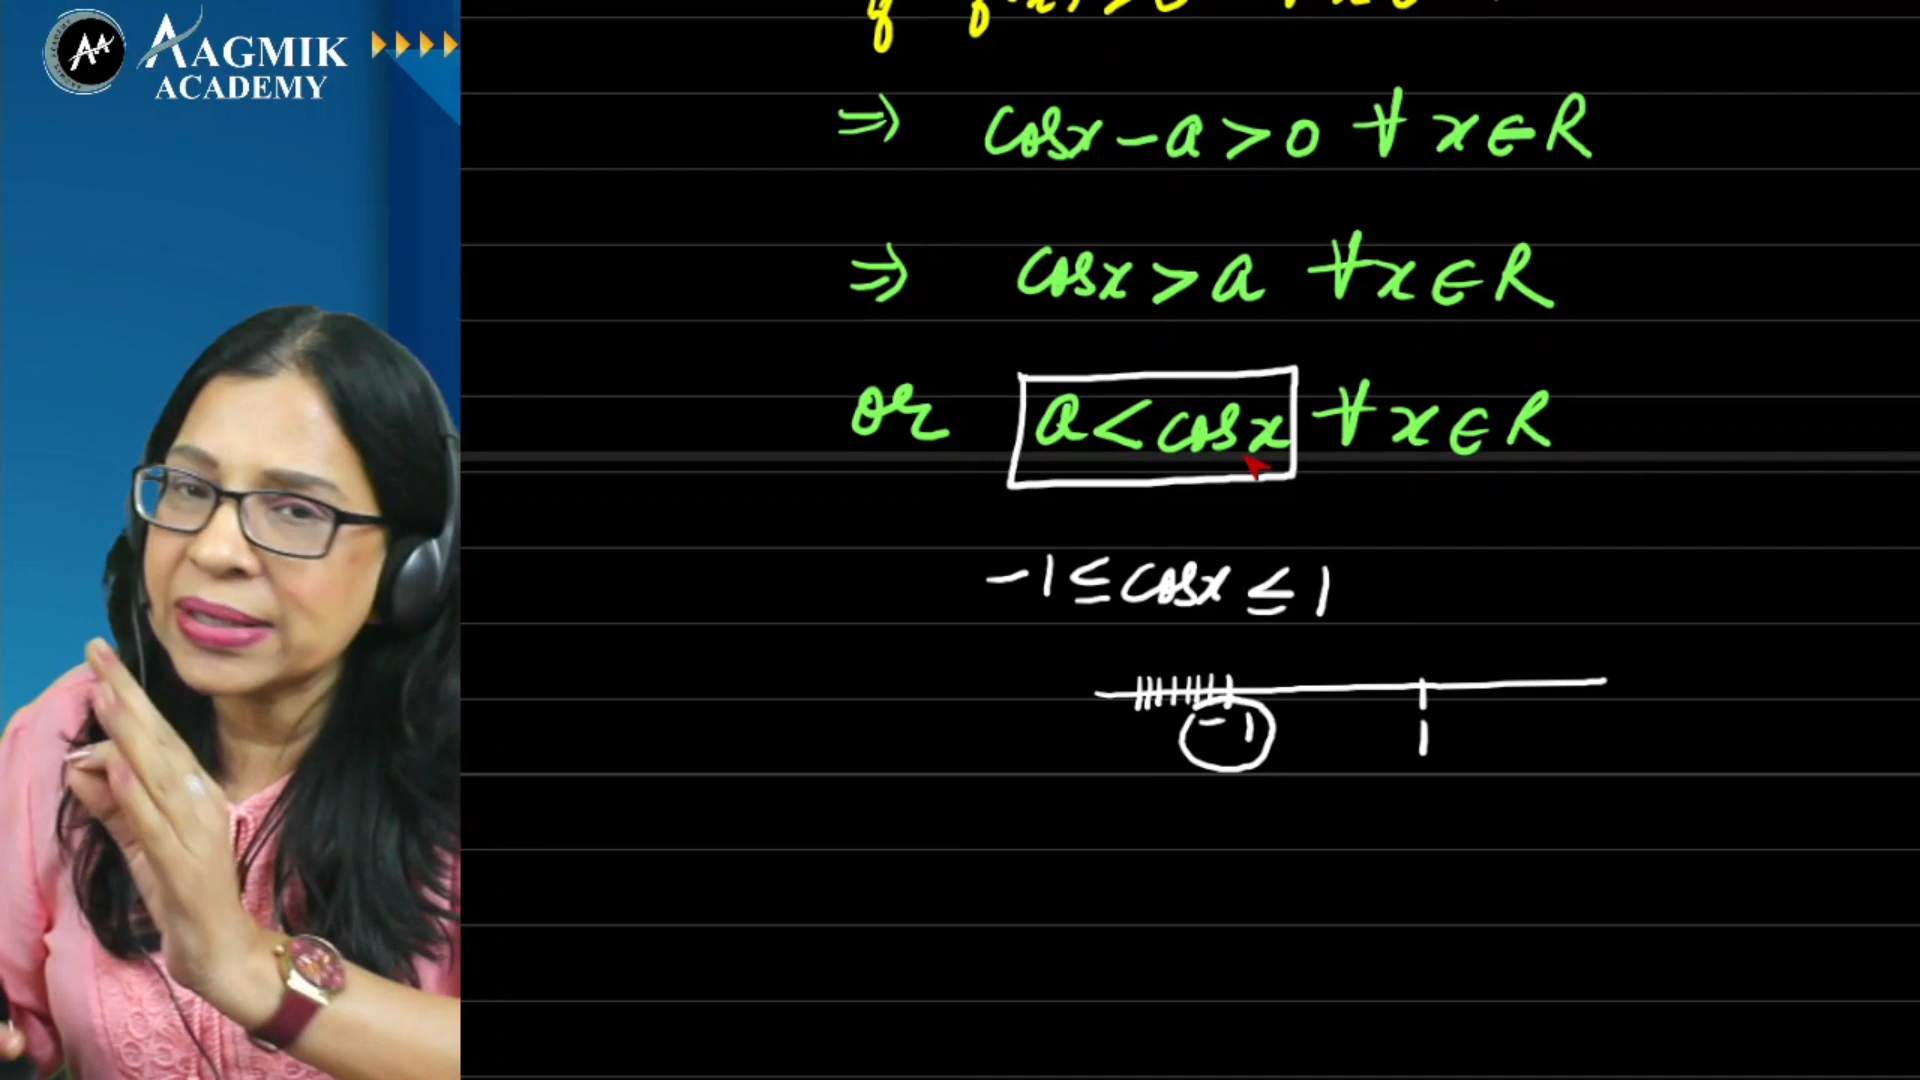 AAGMIK
ACADEMY
⇒ cosx - a > 0 ∀ x ∈ R
⇒ cosx > a ∀ x ∈ R
or a < cosx ∀ x ∈ R
-1 ≤ cosx ≤ 1
-1 1